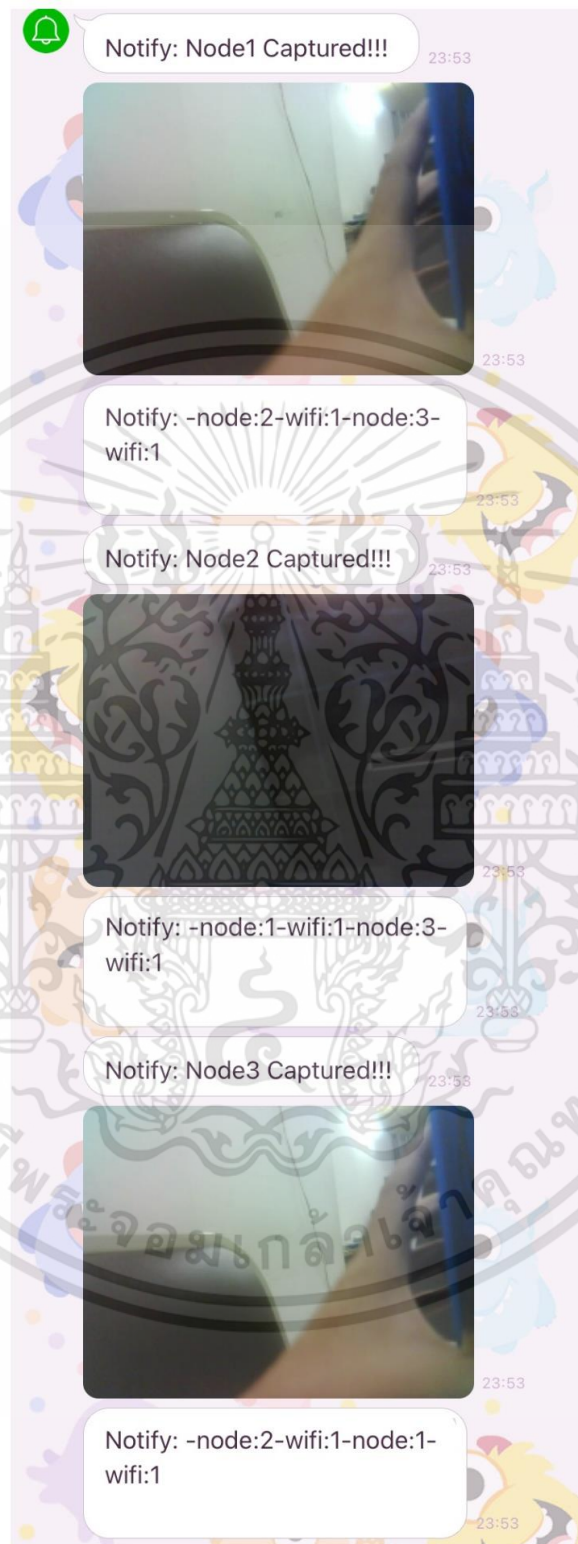 Notify: Node1 Captured!!!
23:53
23:53
Notify: -node:2-wifi:1-node:3-
wifi:1
23:53
Notify: Node2 Captured!!!
23:53
23:53
Notify: -node:1-wifi:1-node:3-
wifi:1
23:53
Notify: Node3 Captured!!!
23:53
23:53
Notify: -node:2-wifi:1-node:1-
wifi:1
23:53